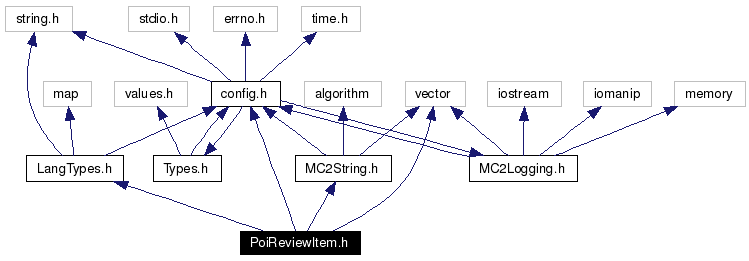 string.h
stdio.h
errno.h
time.h
map
values.h
config.h
algorithm
vector
iostream
iomanip
memory
LangTypes.h
Types.h
MC2String.h
MC2Logging.h
PoiReviewItem.h